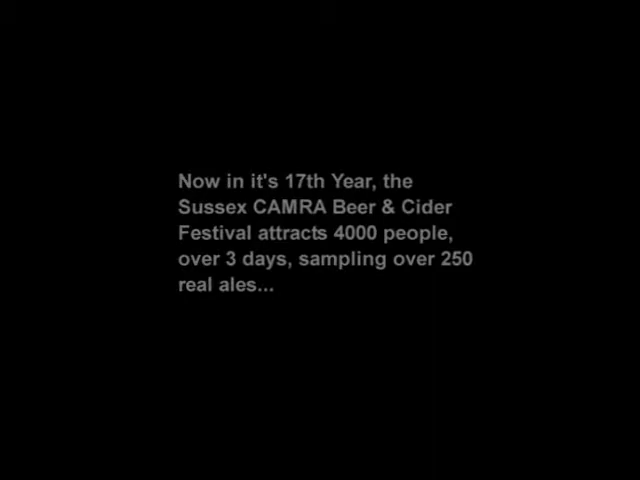 Now in it's 17th Year, the
Sussex CAMRA Beer & Cider
Festival attracts 4000 people,
over 3 days, sampling over 250
real ales...